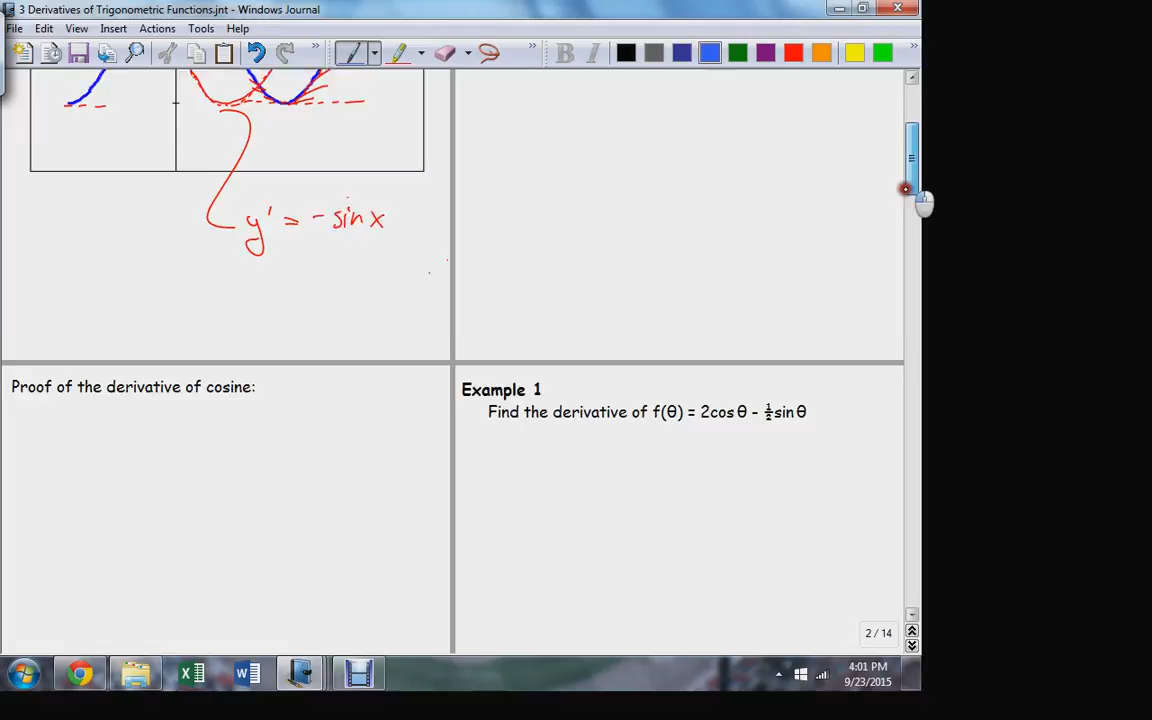 3 Derivatives of Trigonometric Functions.jnt - Windows Journal
File Edit View Insert Actions Tools Help
B I
y' = - sin x
Proof of the derivative of cosine:
Example 1
Find the derivative of f(θ) = 2cos θ - ½sin θ
2 / 14
4:01 PM
9/23/2015